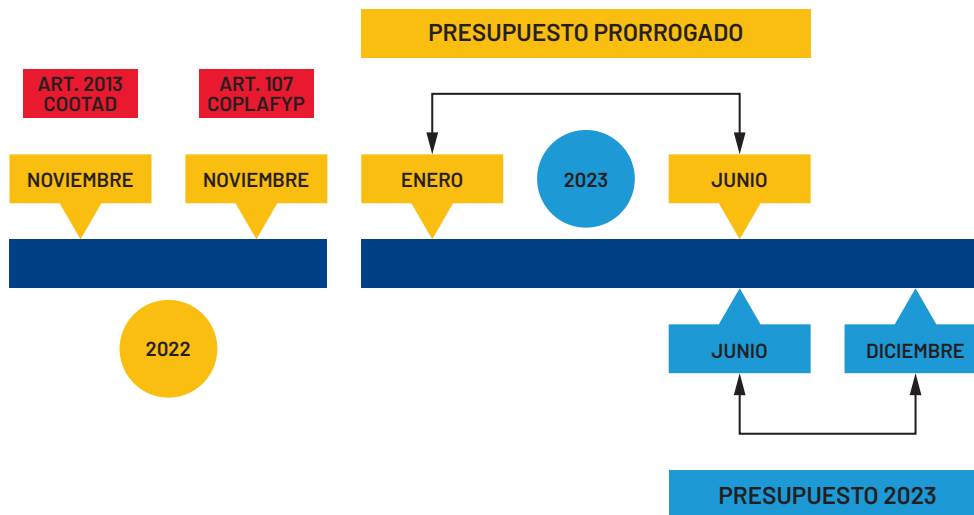 PRESUPUESTO PRORROGADO
ART. 2013
COOTAD
ART. 107
COPLAFYP
NOVIEMBRE
NOVIEMBRE
ENERO
2023
JUNIO
2022
JUNIO
DICIEMBRE
PRESUPUESTO 2023